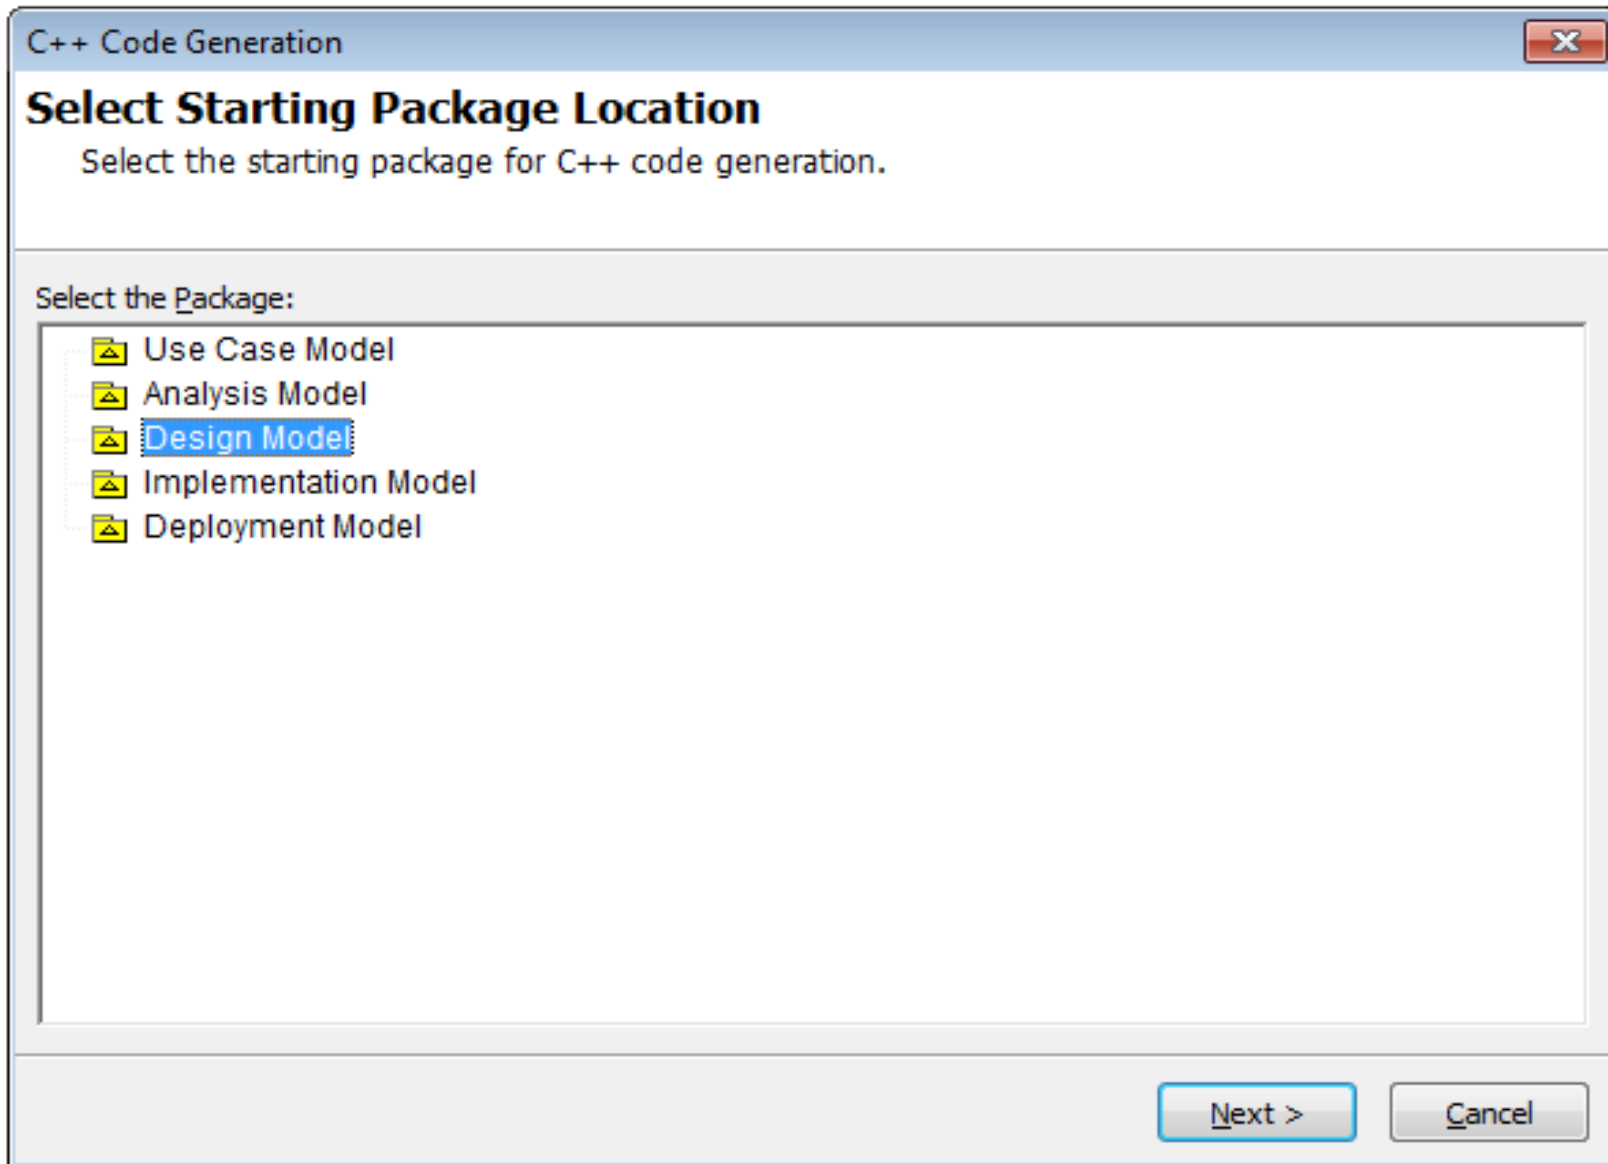 C++ Code Generation
Select Starting Package Location
Select the starting package for C++ code generation.
Select the Package:
Use Case Model
Analysis Model
Design Model
Implementation Model
Deployment Model
Next > Cancel